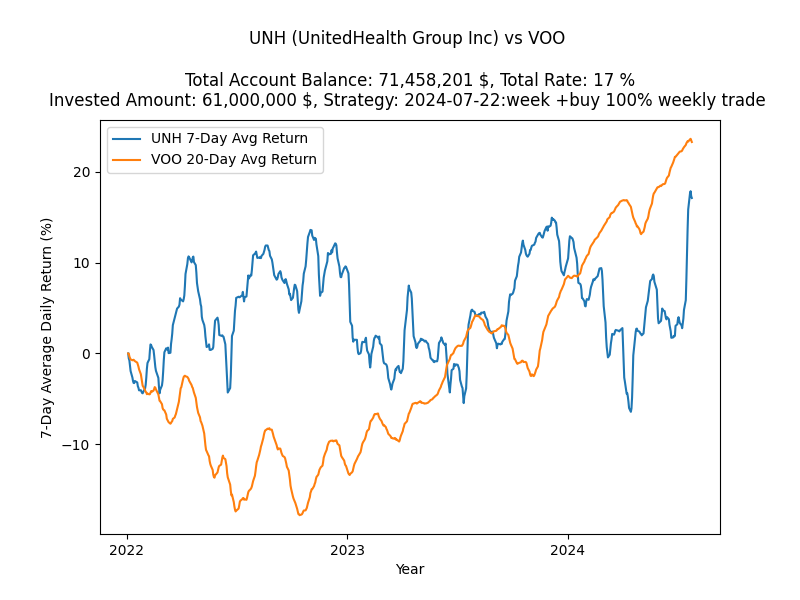 UNH (UnitedHealth Group Inc) vs VOO
Total Account Balance: 71,458,201 $, Total Rate: 17 %
Invested Amount: 61,000,000 $, Strategy: 2024-07-22:week +buy 100% weekly trade
UNH 7-Day Avg Return
VOO 20-Day Avg Return
7-Day Average Daily Return (%)
20
10
0
−10
2022
2023
2024
Year